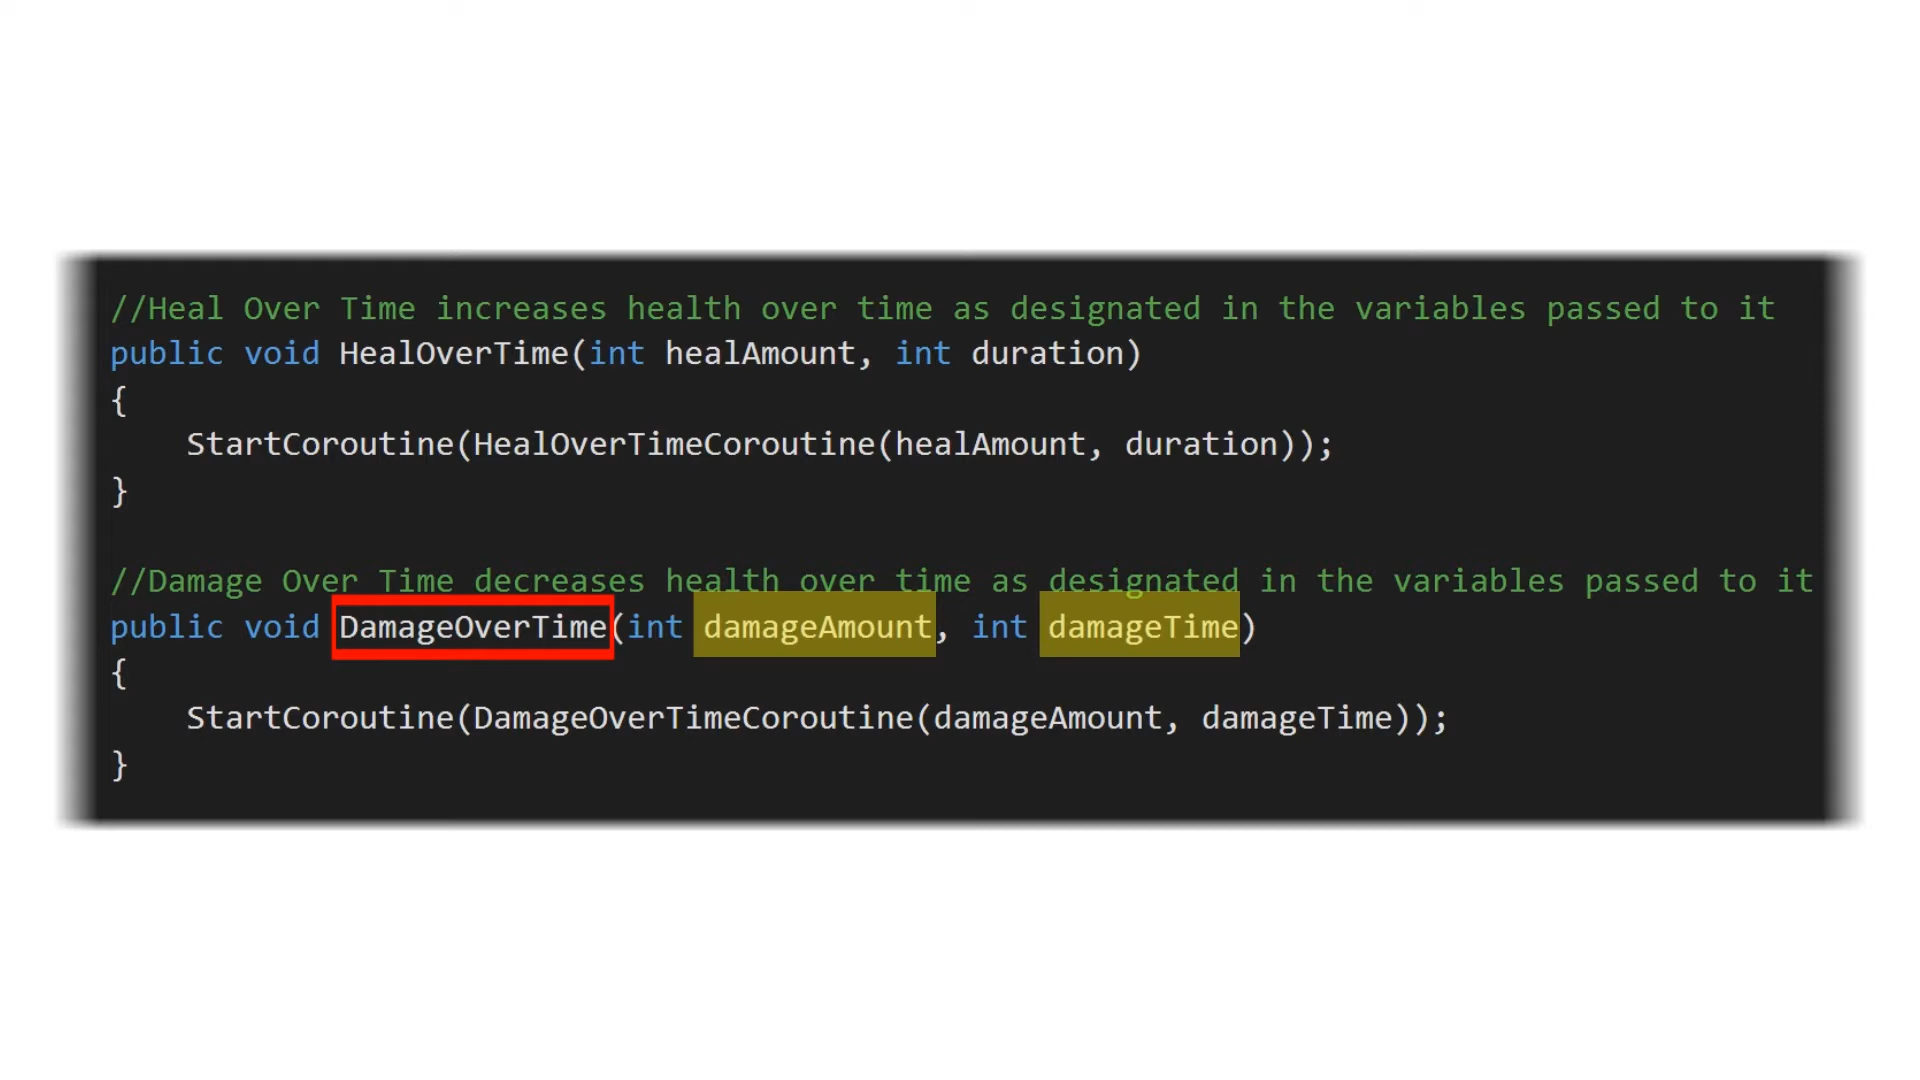 //Heal Over Time increases health over time as designated in the variables passed to it
public void HealOverTime(int healAmount, int duration)
{
    StartCoroutine(HealOverTimeCoroutine(healAmount, duration));
}
//Damage Over Time decreases health over time as designated in the variables passed to it
public void DamageOverTime(int damageAmount, int damageTime)
{
    StartCoroutine(DamageOverTimeCoroutine(damageAmount, damageTime));
}